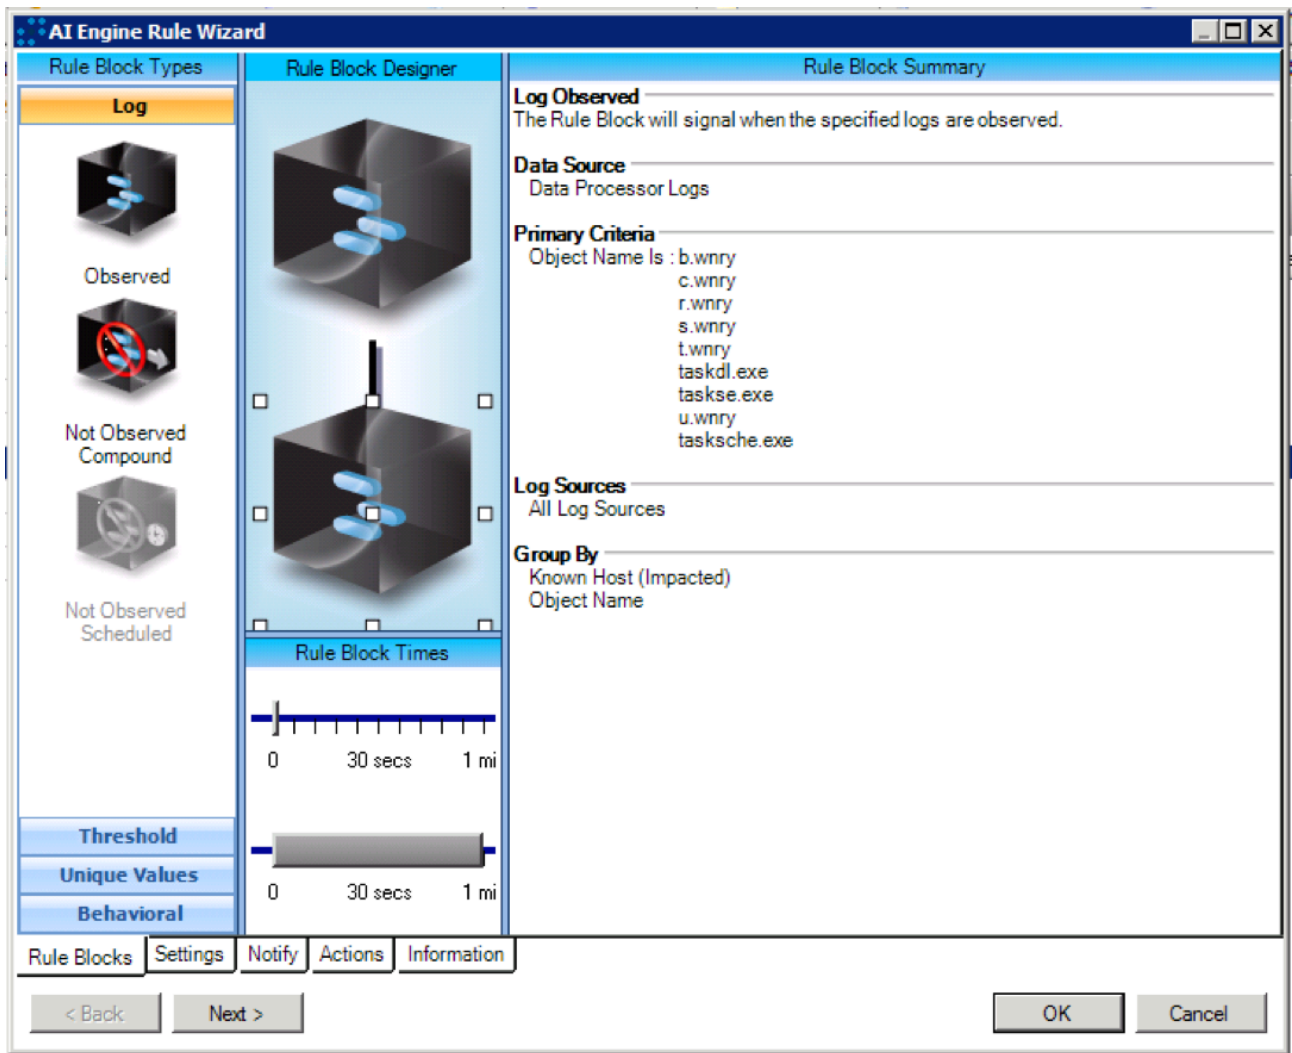 AI Engine Rule Wizard
Rule Block Types
Log
Observed
Not Observed
Compound
Not Observed
Scheduled
Threshold
Unique Values
Behavioral
Rule Block Designer
Rule Block Times
0 30 secs 1 mi
0 30 secs 1 mi
Rule Block Summary
Log Observed
The Rule Block will signal when the specified logs are observed.
Data Source
Data Processor Logs
Primary Criteria
Object Name Is : b.wnry
c.wnry
r.wnry
s.wnry
t.wnry
taskdl.exe
taskse.exe
u.wnry
tasksche.exe
Log Sources
All Log Sources
Group By
Known Host (Impacted)
Object Name
Rule Blocks Settings Notify Actions Information
< Back Next > OK Cancel